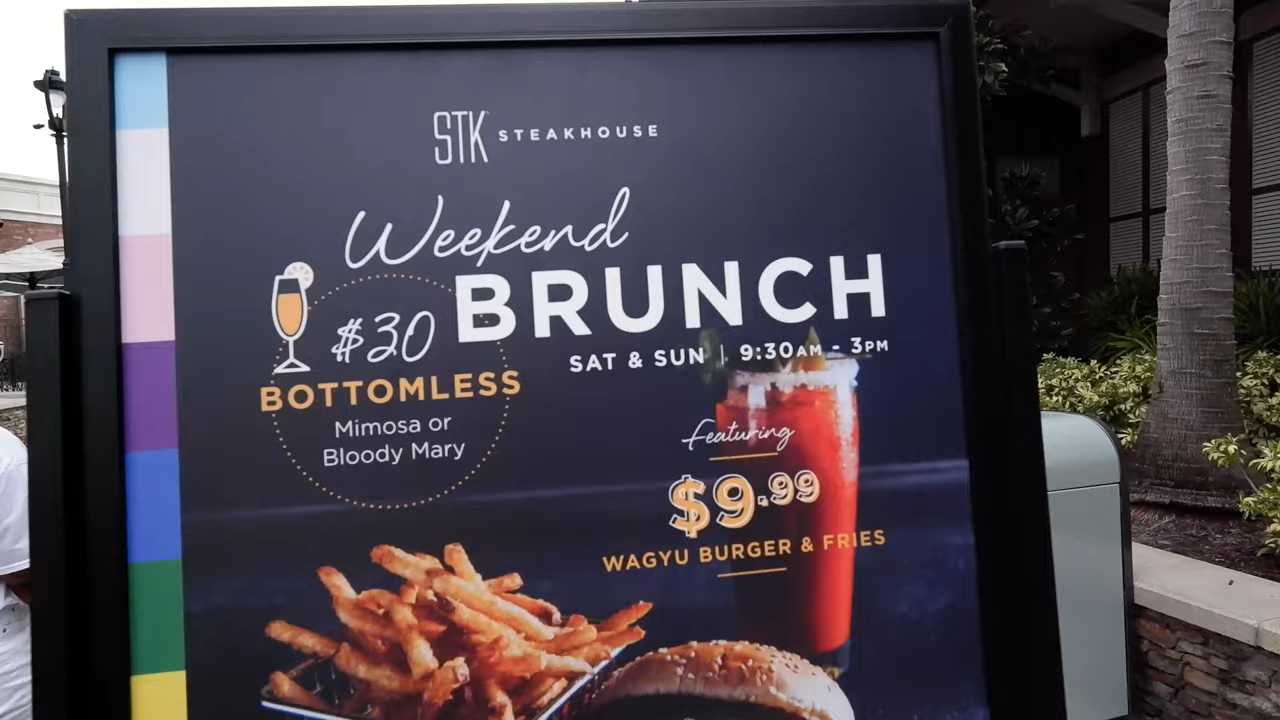 STK STEAKHOUSE
Weekend
BRUNCH
SAT & SUN | 9:30AM - 3PM
$30
BOTTOMLESS
Mimosa or
Bloody Mary
Featuring
$9.99
WAGYU BURGER & FRIES